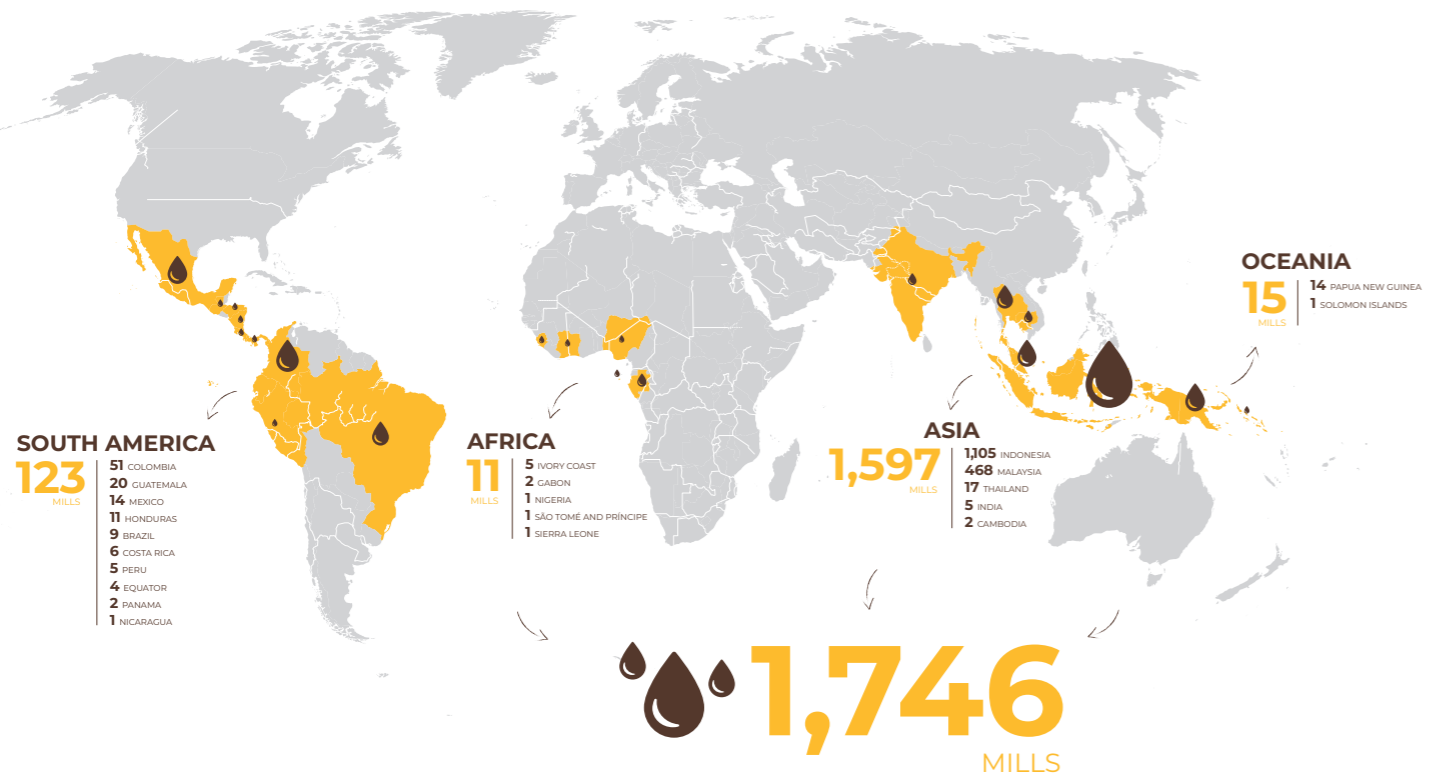 SOUTH AMERICA
123
MILLS
51 COLOMBIA
20 GUATEMALA
14 MEXICO
11 HONDURAS
9 BRAZIL
6 COSTA RICA
5 PERU
4 EQUATOR
2 PANAMA
1 NICARAGUA
AFRICA
11
MILLS
5 IVORY COAST
2 GABON
1 NIGERIA
1 SÃO TOMÉ AND PRÍNCIPE
1 SIERRA LEONE
ASIA
1,597
MILLS
1,105 INDONESIA
468 MALAYSIA
17 THAILAND
5 INDIA
2 CAMBODIA
OCEANIA
15
MILLS
14 PAPUA NEW GUINEA
1 SOLOMON ISLANDS
1,746
MILLS